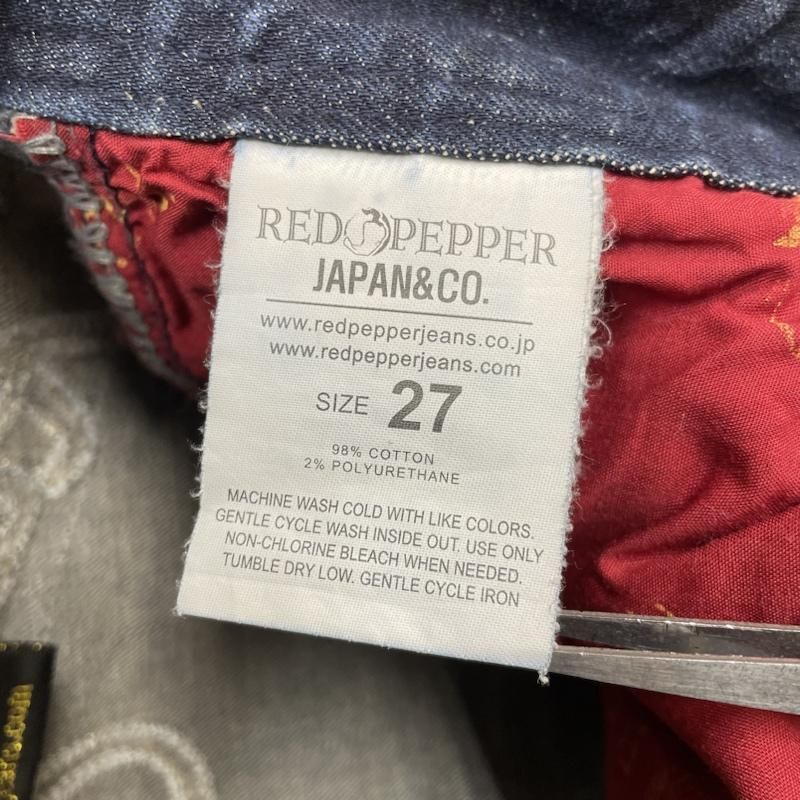 RED PEPPER
JAPAN&CO.
www.redpepperjeans.co.jp
www.redpepperjeans.com
SIZE 27
98% COTTON
2% POLYURETHANE
MACHINE WASH COLD WITH LIKE COLORS.
GENTLE CYCLE WASH INSIDE OUT. USE ONLY
NON-CHLORINE BLEACH WHEN NEEDED.
TUMBLE DRY LOW. GENTLE CYCLE IRON